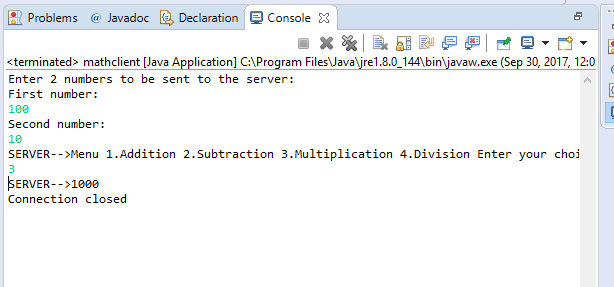 Problems @ Javadoc Declaration Console
<terminated> mathclient [Java Application] C:\Program Files\Java\jre1.8.0_144\bin\javaw.exe (Sep 30, 2017, 12:0
Enter 2 numbers to be sent to the server:
First number:
100
Second number:
10
SERVER-->Menu 1.Addition 2.Subtraction 3.Multiplication 4.Division Enter your choi
3
SERVER-->1000
Connection closed